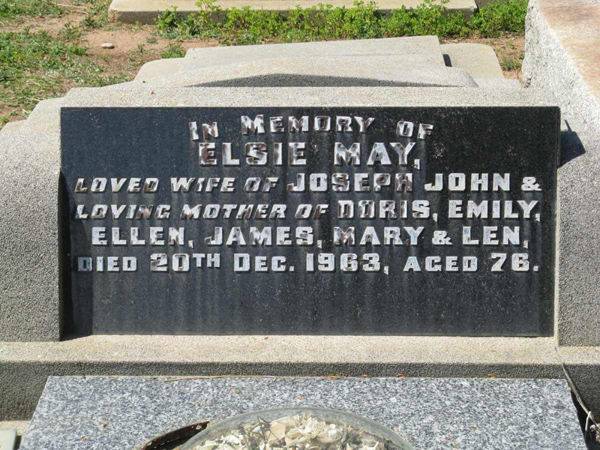 IN MEMORY OF
ELSIE MAY,
LOVED WIFE OF JOSEPH JOHN &
LOVING MOTHER OF DORIS, EMILY,
ELLEN, JAMES, MARY & LEN,
DIED 20TH DEC. 1963, AGED 76.